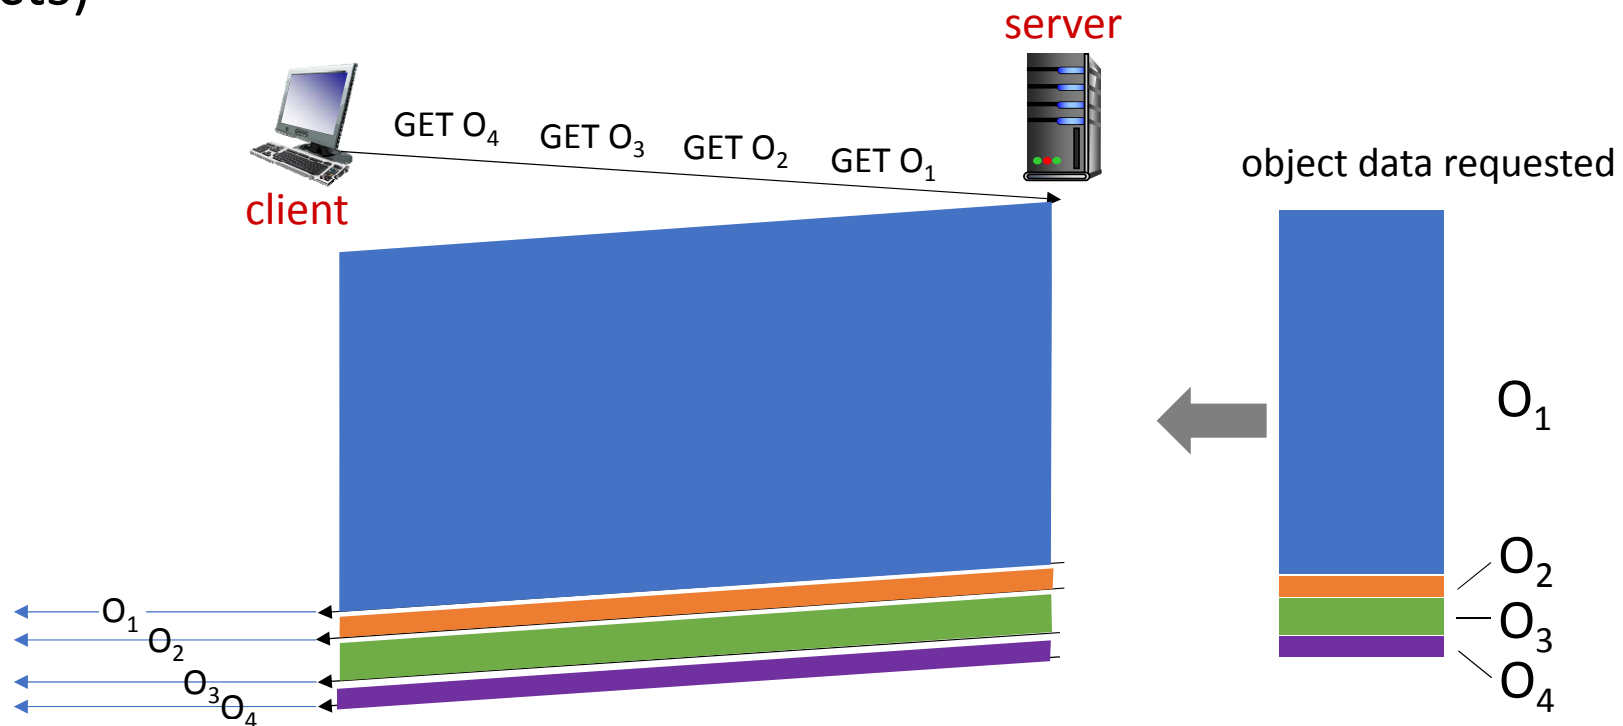 server
GET O₄ GET O₃ GET O₂ GET O₁
object data requested
client
O₁
O₂
O₃
O₄
O₁
O₂
O₃
O₄